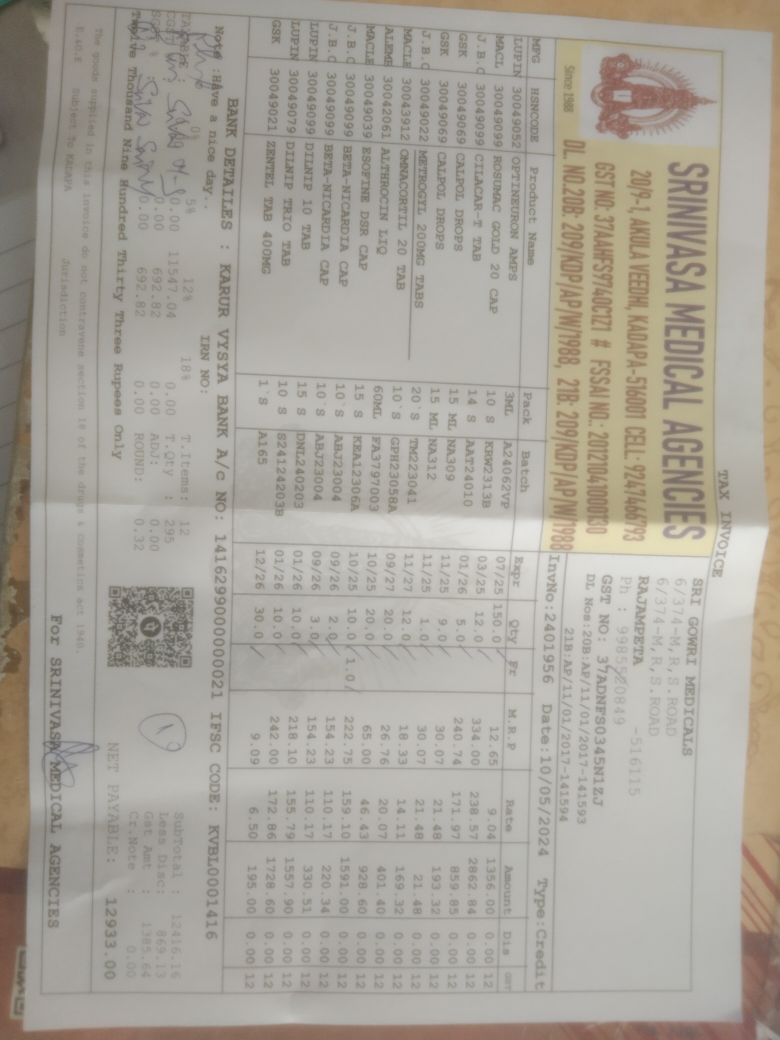 TAX INVOICE
SRINIVASA MEDICAL AGENCIES
20/9-1, AKULA VEEDHI, KADAPA-516001 CELL : 9247466793
GST NO: 37AAHFS9740C1Z1 # FSSAI NO.: 20121041000130
Since 1988 DL. NO.20B: 209/KDP/AP/W/1988, 21B: 209/KDP/AP/W/1988
SRI GOWRI MEDICALS
6/374-M,R,S.ROAD
6/374-M,R,S.ROAD
RAJAMPETA -516115
Ph : 9985520849
GST NO: 37ADNFS0345N1ZJ
DL Nos:20B:AP/11/01/2017-141593
21B:AP/11/01/2017-141594
InvNo:2401956 Date:10/05/2024 Type:Credit
MFG HSNCODE Product Name Pack Batch Expr Qty Fr M.R.P Rate Amount Dis GST
LUPIN 30049052 OPTINEURON AMPS 3ML A24062VP 07/25 150.0 12.65 9.04 1356.00 0.00 12
MACL 30049099 ROSUMAC GOLD 20 CAP 10 S KRW2313B 03/25 12.0 334.00 238.57 2862.84 0.00 12
J.B.C 30049099 CILACAR-T TAB 14 S AAT24010 01/26 5.0 240.74 171.97 859.85 0.00 12
GSK 30049069 CALPOL DROPS 15 ML NA309 11/25 9.0 30.07 21.48 193.32 0.00 12
GSK 30049069 CALPOL DROPS 15 ML NA312 11/25 1.0 30.07 21.48 21.48 0.00 12
J.B.C 30049022 METROGYL 200MG TABS 20`S TM223041 11/27 12.0 18.33 14.11 169.32 0.00 12
MACLE 30043912 OMNACORTIL 20 TAB 10`S GPH23058A 09/27 20.0 26.76 20.07 401.40 0.00 12
ALEMB 30042061 ALTHROCIN LIQ 60ML FA3797003 10/25 20.0 65.00 46.43 928.60 0.00 12
MACLE 30049039 ESOFINE DSR CAP 15 S KEA12306A 10/25 10.0 1.0 222.75 159.10 1591.00 0.00 12
J.B.C 30049099 BETA-NICARDIA CAP 10`S ABJ23004 09/26 2.0 154.23 110.17 220.34 0.00 12
J.B.C 30049099 BETA-NICARDIA CAP 10`S ABJ23004 09/26 3.0 154.23 110.17 330.51 0.00 12
LUPIN 30049099 DILNIP 10 TAB 15 S DNL240203 01/26 10.0 218.10 155.79 1557.90 0.00 12
LUPIN 30049079 DILNIP TRIO TAB 10 S S24124203B 01/26 10.0 242.00 172.86 1728.60 0.00 12
GSK 30049021 ZENTEL TAB 400MG 1`S A165 12/26 30.0 9.09 6.50 195.00 0.00 12
BANK DETAILES : KARUR VYSYA BANK A/c NO: 1416299000000021 IFSC CODE: KVBL0001416
Note :Have a nice day.. IRN NO:
5% 12% 18% T.Items: 12 SubTotal : 12416.16
0.00 11547.04 0.00 T.Qty : 295 Less Disc: 869.13
0.00 692.82 0.00 ADJ: 0.00 Gst Amt : 1385.64
0.00 692.82 0.00 ROUND: 0.32 Cr.Note : 0.00
Twelve Thousand Nine Hundred Thirty Three Rupees Only NET PAYABLE: 12933.00
The goods supplied in this invoice do not contravene section 18 of the drugs & cosmetics act 1940.
E.&O.E Subject to KADAPA Jurisdiction For SRINIVASA MEDICAL AGENCIES